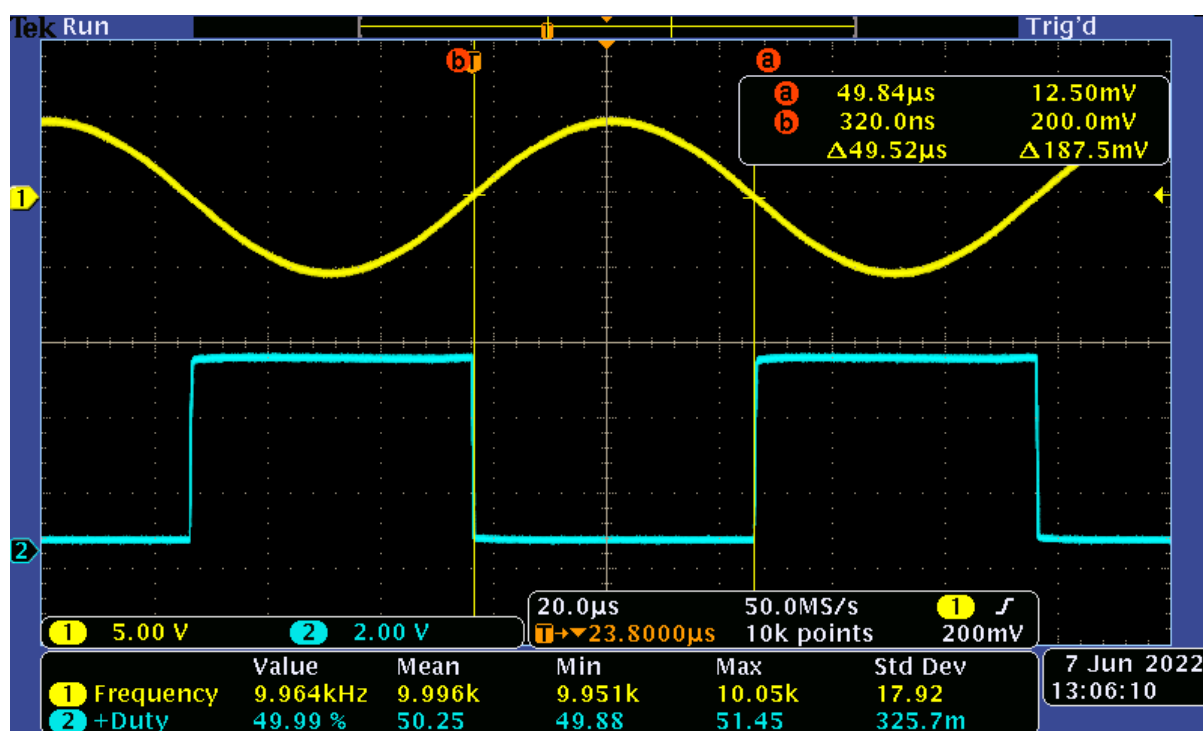 Tek Run Trig'd
b T a
a 49.84µs 12.50mV
b 320.0ns 200.0mV
Δ49.52µs Δ187.5mV
1
2
1 5.00 V 2 2.00 V
20.0µs 50.0MS/s 1
T→▼23.8000µs 10k points 200mV
Value Mean Min Max Std Dev
1 Frequency 9.964kHz 9.996k 9.951k 10.05k 17.92
2 +Duty 49.99 % 50.25 49.88 51.45 325.7m
7 Jun 2022
13:06:10